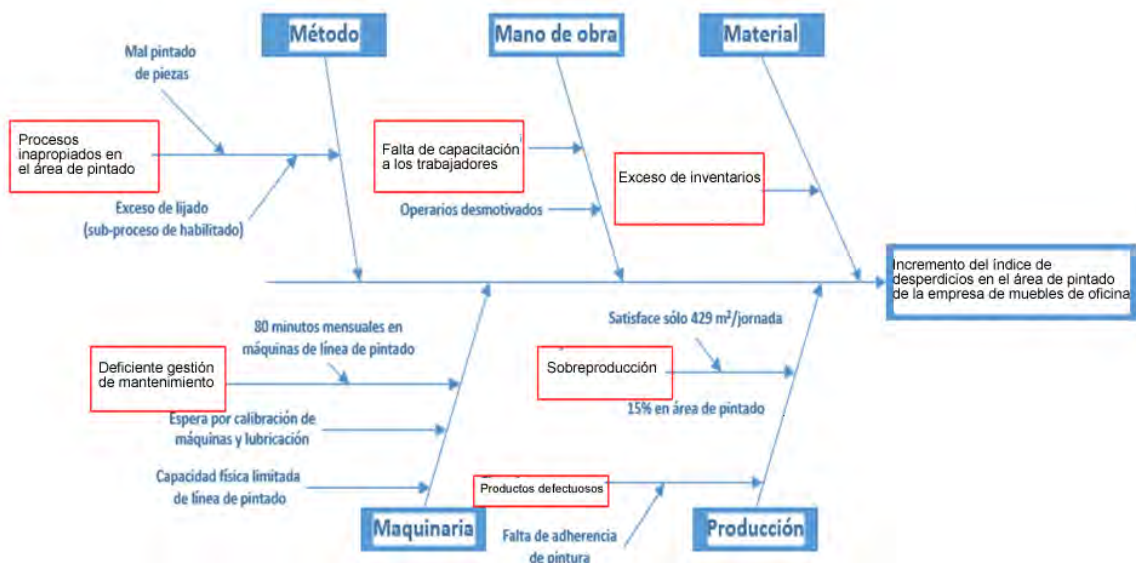 Método
Mano de obra
Material
Mal pintado
de piezas
Procesos
inapropiados en
el área de pintado
Exceso de lijado
(sub-proceso de habilitado)
Falta de capacitación
a los trabajadores
Operarios desmotivados
Exceso de inventarios
Incremento del índice de
desperdicios en el área de pintado
de la empresa de muebles de oficina
80 minutos mensuales en
máquinas de línea de pintado
Deficiente gestión
de mantenimiento
Espera por calibración de
máquinas y lubricación
Capacidad física limitada
de línea de pintado
Maquinaria
Satisface sólo 429 m²/jornada
Sobreproducción
15% en área de pintado
Productos defectuosos
Falta de adherencia
de pintura
Producción